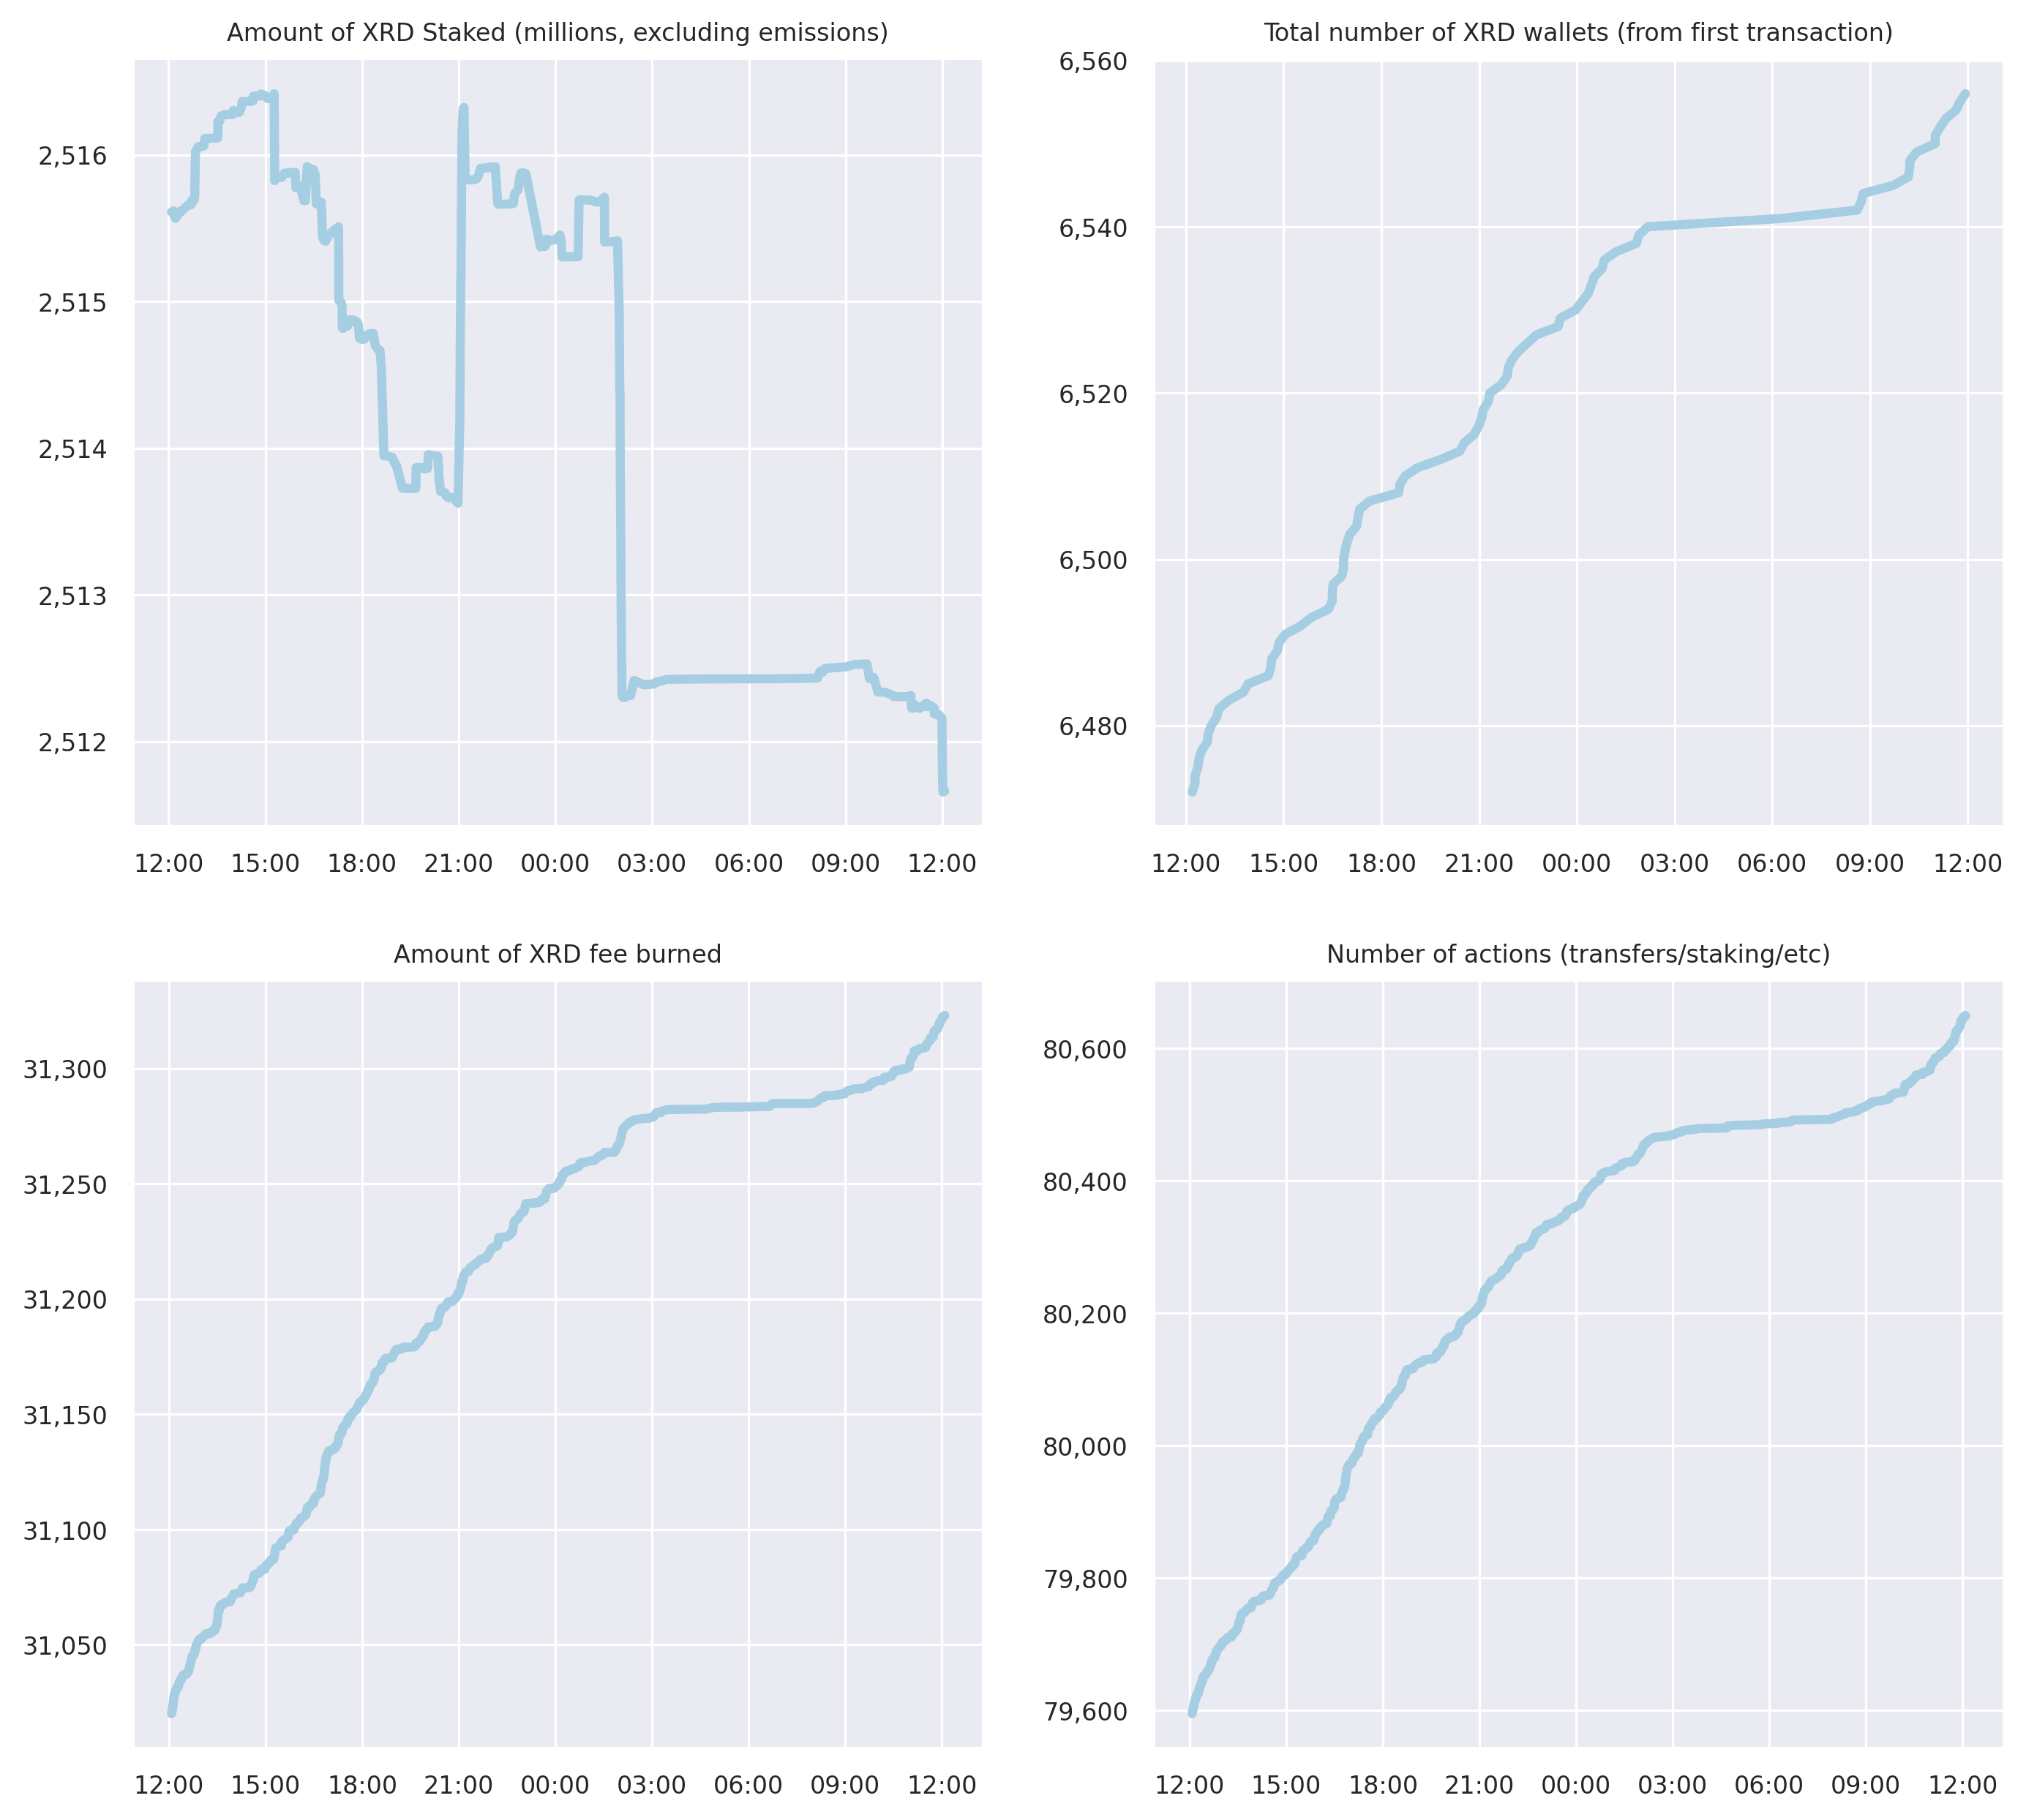 Amount of XRD Staked (millions, excluding emissions)
2,516
2,515
2,514
2,513
2,512
12:00 15:00 18:00 21:00 00:00 03:00 06:00 09:00 12:00
Total number of XRD wallets (from first transaction)
6,560
6,540
6,520
6,500
6,480
12:00 15:00 18:00 21:00 00:00 03:00 06:00 09:00 12:00
Amount of XRD fee burned
31,300
31,250
31,200
31,150
31,100
31,050
12:00 15:00 18:00 21:00 00:00 03:00 06:00 09:00 12:00
Number of actions (transfers/staking/etc)
80,600
80,400
80,200
80,000
79,800
79,600
12:00 15:00 18:00 21:00 00:00 03:00 06:00 09:00 12:00